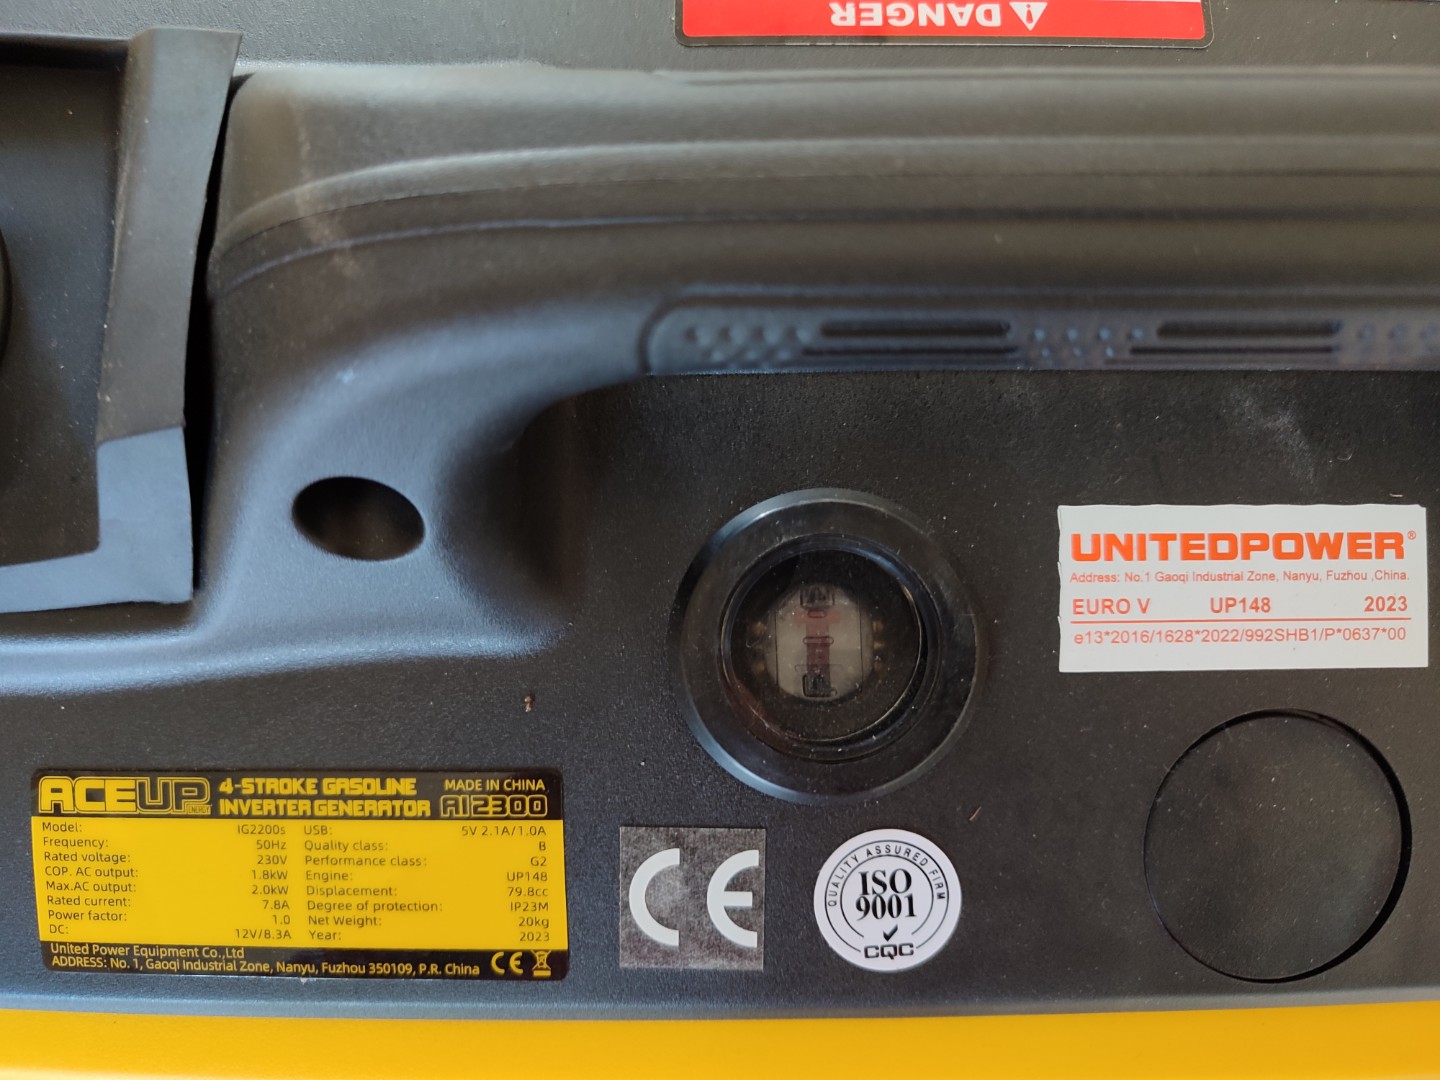 ⚠ DANGER
UNITEDPOWER®
Address: No.1 Gaoqi Industrial Zone, Nanyu, Fuzhou ,China.
EURO V UP148 2023
e13*2016/1628*2022/992SHB1/P*0637*00
ACEUP ENERGY 4-STROKE GASOLINE INVERTER GENERATOR MADE IN CHINA AI2300
Model: IG2200s USB: 5V 2.1A/1.0A
Frequency: 50Hz Quality class: B
Rated voltage: 230V Performance class: G2
COP. AC output: 1.8kW Engine: UP148
Max.AC output: 2.0kW Displacement: 79.8cc
Rated current: 7.8A Degree of protection: IP23M
Power factor: 1.0 Net Weight: 20kg
DC: 12V/8.3A Year: 2023
United Power Equipment Co.,Ltd
ADDRESS: No. 1, Gaoqi Industrial Zone, Nanyu, Fuzhou 350109, P.R. China CE
CE
QUALITY ASSURED FIRM
ISO
9001
CQC